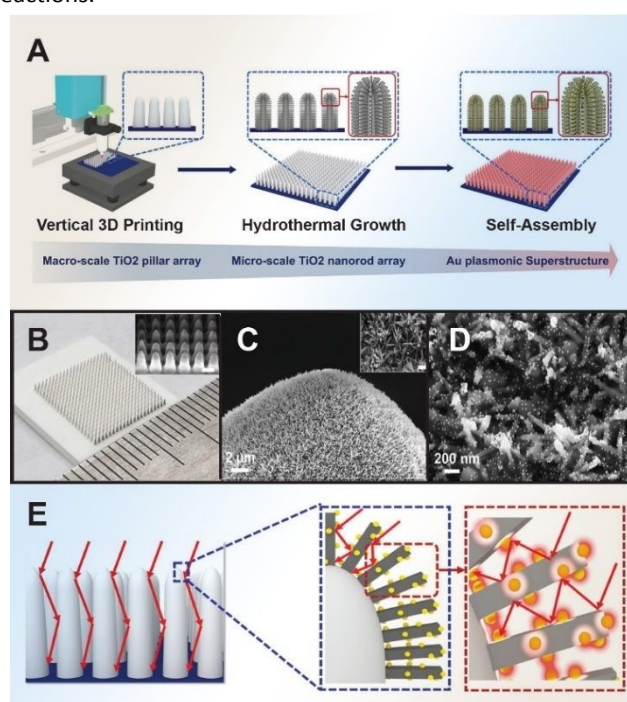 A
Vertical 3D Printing
Hydrothermal Growth
Self-Assembly
Macro-scale TiO2 pillar array
Micro-scale TiO2 nanorod array
Au plasmonic Superstructure
B
C
2 μm
D
200 nm
E